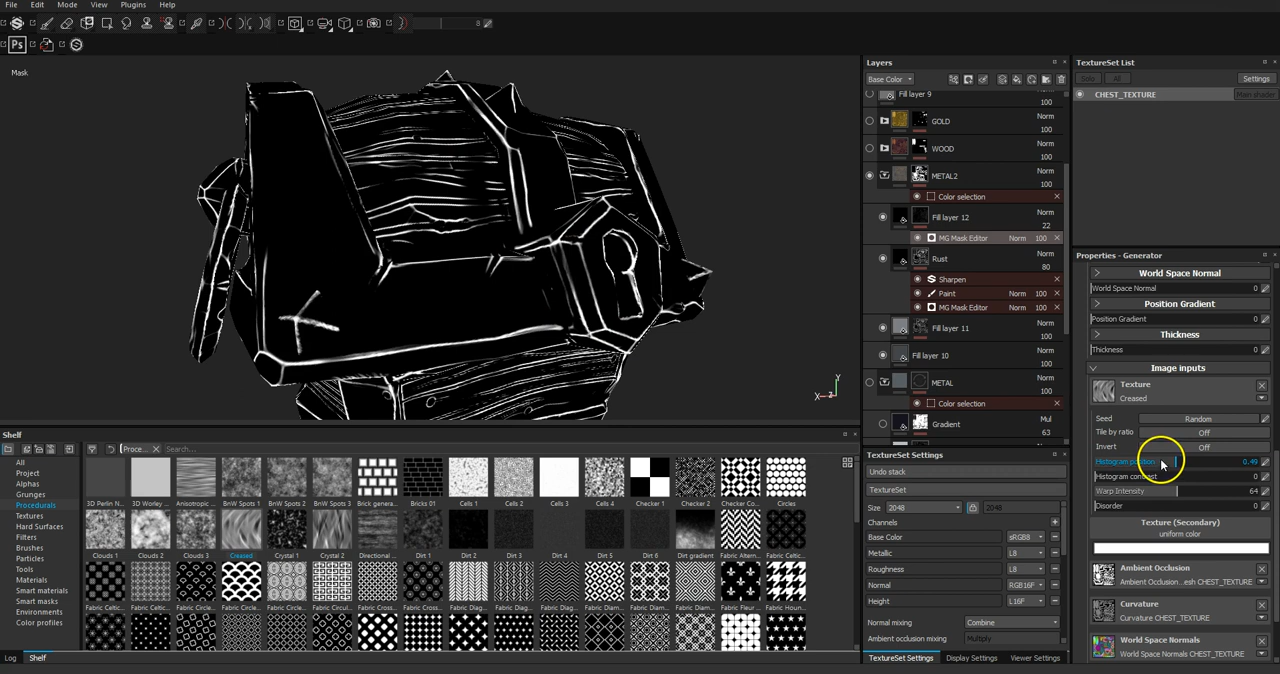 File Edit Mode View Plugins Help
8
Ps
Mask
Y
X
Z
Layers
Base Color
Fill layer 9
100
GOLD Norm
100
WOOD Norm
100
METAL2 Norm
100
Color selection
Fill layer 12 Norm
22
MG Mask Editor Norm 100
Rust Norm
80
Sharpen
Paint Norm 100
MG Mask Editor Norm 100
Fill layer 11 Norm
100
Fill layer 10 Norm
100
METAL Norm
100
Color selection
Gradient Mul
63
TextureSet List
Solo All Settings
CHEST_TEXTURE Main shader
Properties - Generator
World Space Normal
World Space Normal 0
Position Gradient
Position Gradient 0
Thickness
Thickness 0
Image inputs
Texture
Creased
Seed Random
Tile by ratio Off
Invert Off
Histogram position 0.49
Histogram contrast 0
Warp Intensity 64
Disorder 0
Texture (Secondary)
uniform color
Ambient Occlusion
Ambient Occlusion...esh CHEST_TEXTURE
Curvature
Curvature CHEST_TEXTURE
World Space Normals
World Space Normals CHEST_TEXTURE
TextureSet Settings
Undo stack
TextureSet
Size 2048 2048
Channels
Base Color sRGB8
Metallic L8
Roughness L8
Normal RGB16F
Height L16F
Normal mixing Combine
Ambient occlusion mixing Multiply
TextureSet Settings Display Settings Viewer Settings
Shelf
Proce... Search...
All
Project
Alphas
Grunges
Procedurals
Textures
Hard Surfaces
Filters
Brushes
Particles
Tools
Materials
Smart materials
Smart masks
Environments
Color profiles
3D Perlin N... 3D Worley ... Anisotropic ... BnW Spots 1 BnW Spots 2 BnW Spots 3 Brick genera... Bricks 01 Cells 1 Cells 2 Cells 3 Cells 4 Checker 1 Checker 2 Checker 3 Circles
Clouds 1 Clouds 2 Clouds 3 Creased Crystal 1 Crystal 2 Directional ... Dirt 1 Dirt 2 Dirt 3 Dirt 4 Dirt 5 Dirt 6 Dirt gradient Fabric Altern... Fabric Celtic...
Fabric Celtic... Fabric Circle... Fabric Circle... Fabric Circle... Fabric Circle... Fabric Circul... Fabric Cross... Fabric Cross... Fabric Diag... Fabric Diag... Fabric Diam... Fabric Diam... Fabric Diam... Fabric Fleur ... Fabric Houn...
Log Shelf